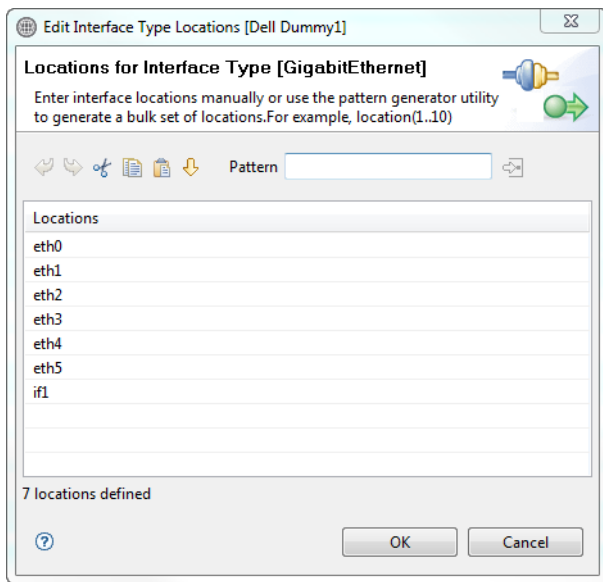 Edit Interface Type Locations [Dell Dummy1]
Locations for Interface Type [GigabitEthernet]
Enter interface locations manually or use the pattern generator utility
to generate a bulk set of locations.For example, location(1..10)
Pattern
Locations
eth0
eth1
eth2
eth3
eth4
eth5
if1
7 locations defined
OK Cancel